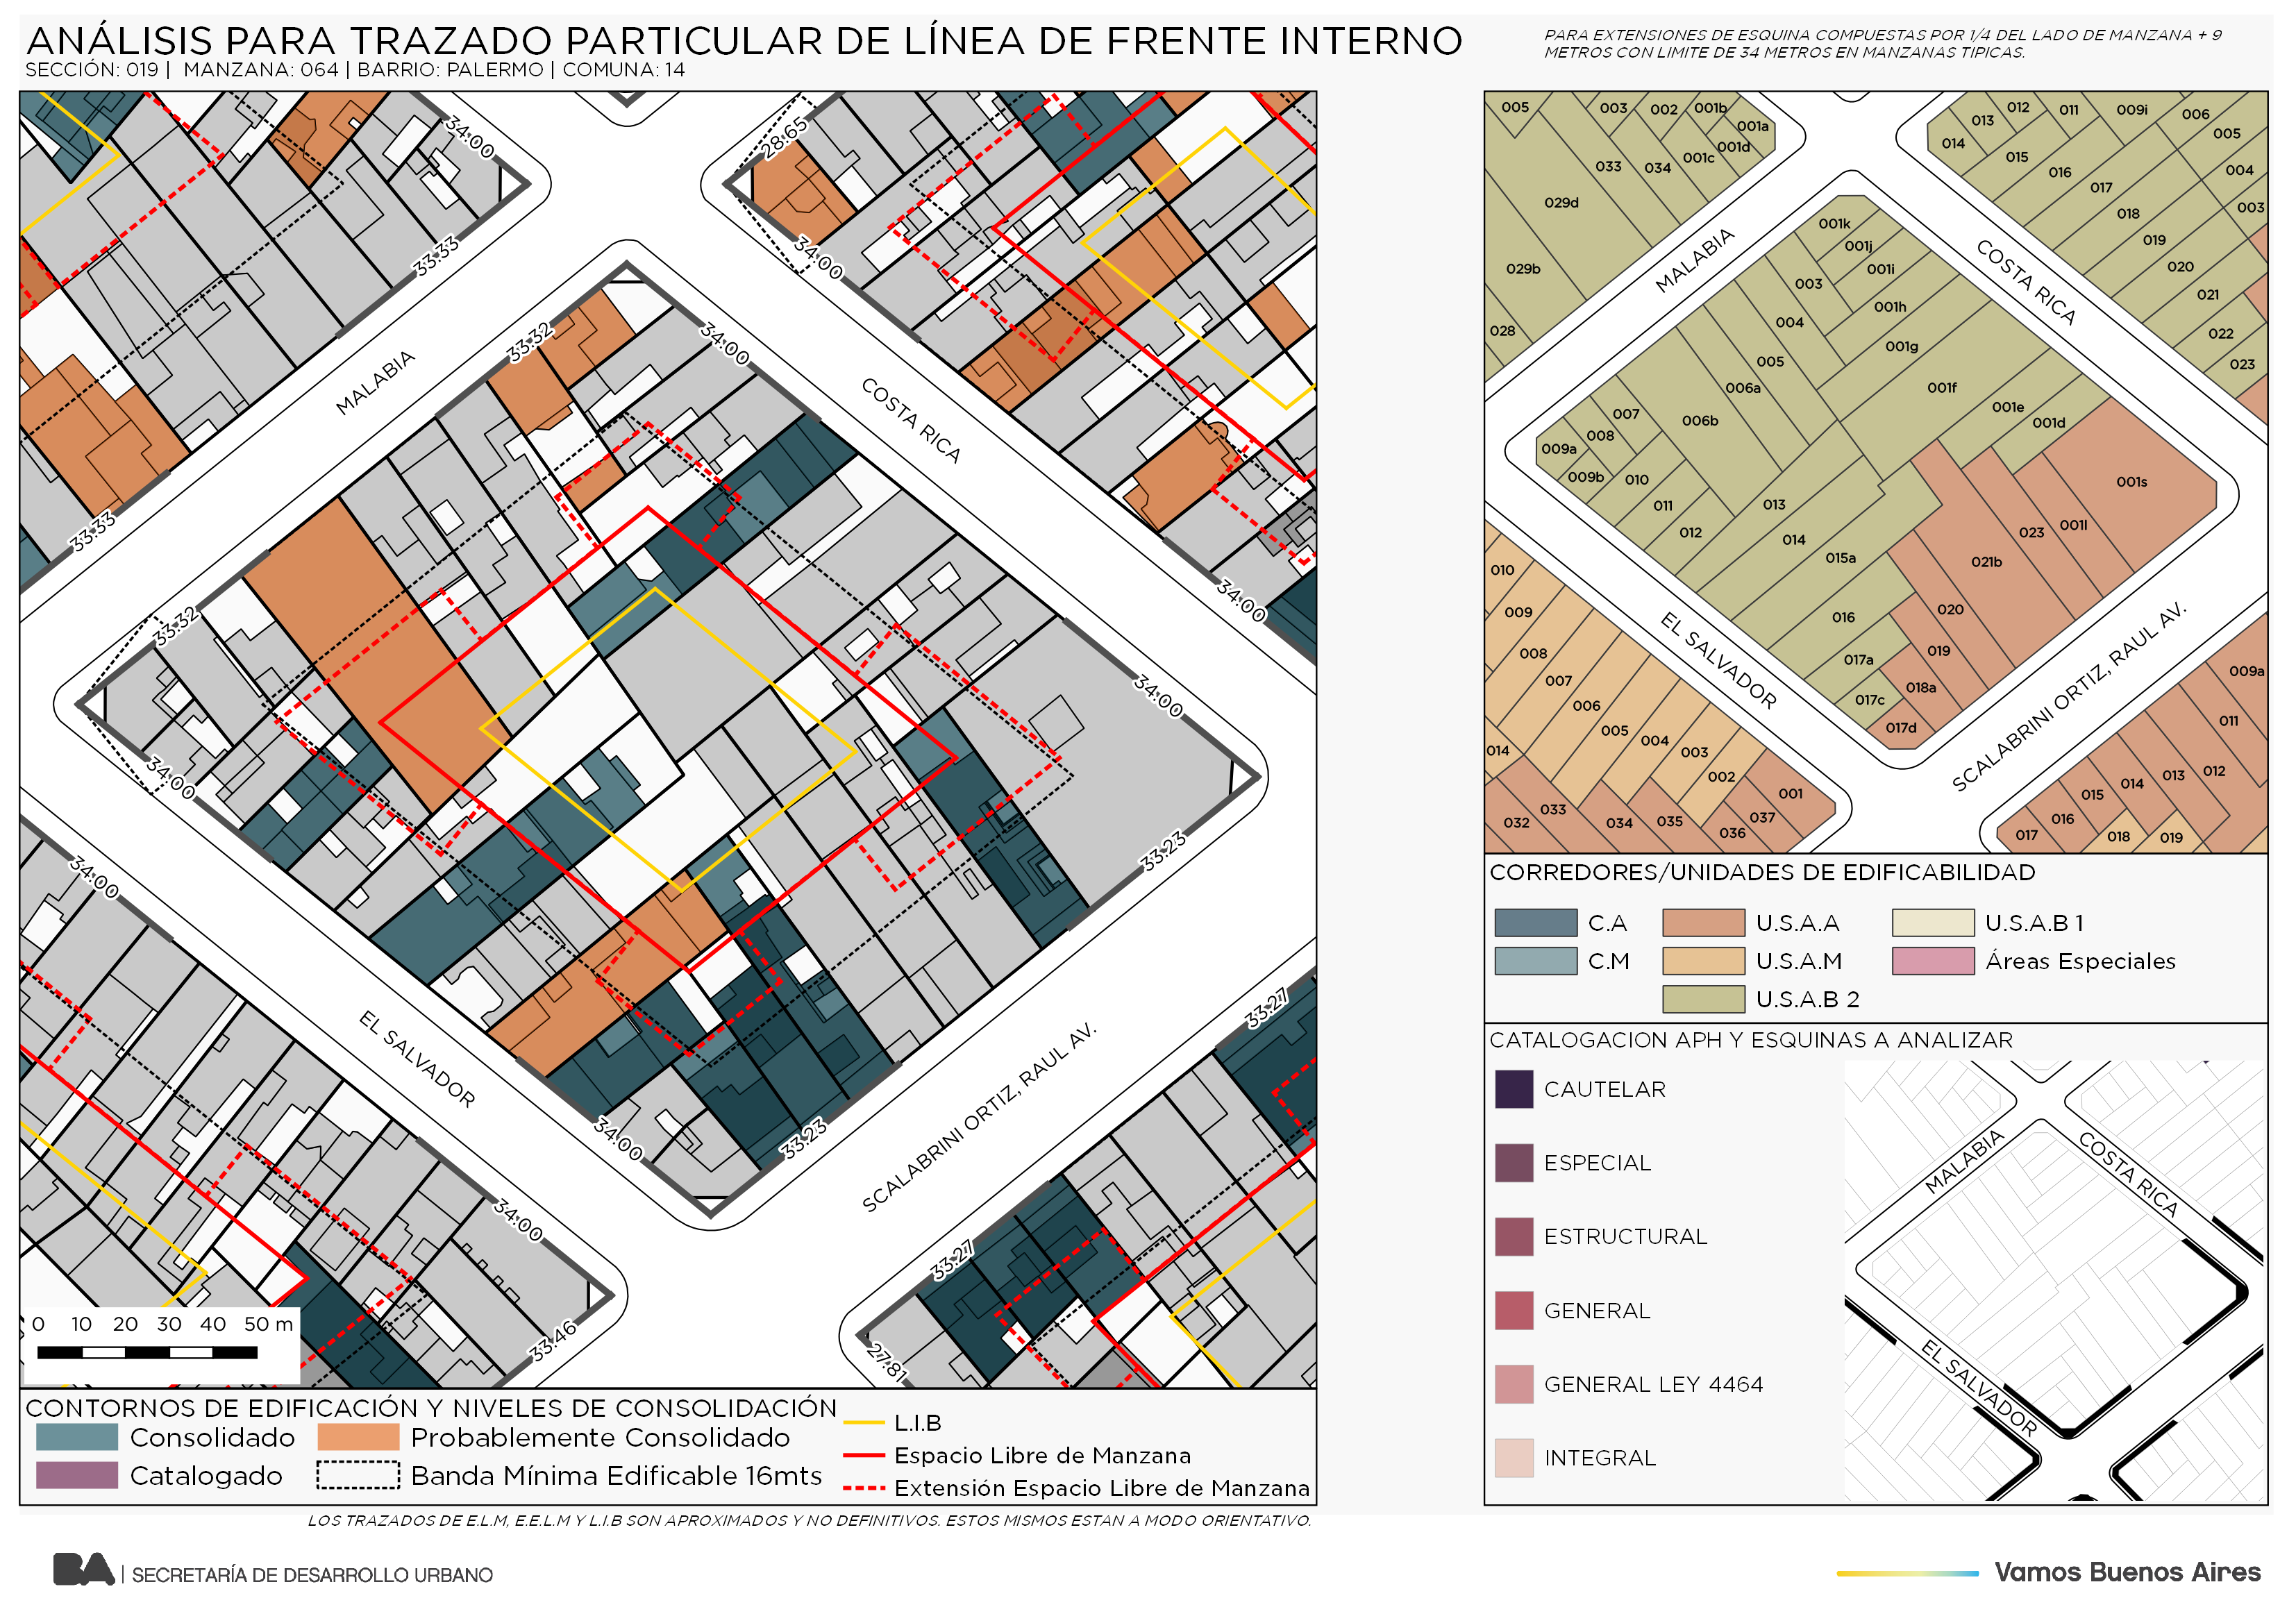 ANÁLISIS PARA TRAZADO PARTICULAR DE LÍNEA DE FRENTE INTERNO
SECCIÓN: 019 | MANZANA: 064 | BARRIO: PALERMO | COMUNA: 14
PARA EXTENSIONES DE ESQUINA COMPUESTAS POR 1/4 DEL LADO DE MANZANA + 9
METROS CON LIMITE DE 34 METROS EN MANZANAS TIPICAS.
34.00
28.65
33.33
34.00
33.32
34.00
MALABIA
COSTA RICA
33.33
34.00
33.32
34.00
34.00
33.23
34.00
EL SALVADOR
34.00
33.23
SCALABRINI ORTIZ, RAUL AV.
33.27
34.00
33.27
33.46
27.81
0 10 20 30 40 50 m
CONTORNOS DE EDIFICACIÓN Y NIVELES DE CONSOLIDACIÓN
Consolidado
Probablemente Consolidado
Catalogado
Banda Mínima Edificable 16mts
L.I.B
Espacio Libre de Manzana
Extensión Espacio Libre de Manzana
LOS TRAZADOS DE E.L.M, E.E.L.M Y L.I.B SON APROXIMADOS Y NO DEFINITIVOS. ESTOS MISMOS ESTAN A MODO ORIENTATIVO.
005
003
002
001b
001a
001d
001c
034
033
029d
029b
028
014
013
012
011
009i
006
005
004
003
015
016
017
018
019
020
021
022
023
MALABIA
COSTA RICA
001k
001j
001i
001h
003
004
005
001g
006a
006b
001f
001e
001d
007
008
009a
009b
010
011
012
013
014
015a
016
017a
017c
017d
018a
019
020
021b
023
001l
001s
EL SALVADOR
SCALABRINI ORTIZ, RAUL AV.
010
009
008
007
006
005
004
003
002
001
014
033
032
034
035
036
037
009a
011
012
013
014
015
016
017
018
019
CORREDORES/UNIDADES DE EDIFICABILIDAD
C.A
U.S.A.A
U.S.A.B 1
C.M
U.S.A.M
Áreas Especiales
U.S.A.B 2
CATALOGACION APH Y ESQUINAS A ANALIZAR
CAUTELAR
ESPECIAL
ESTRUCTURAL
GENERAL
GENERAL LEY 4464
INTEGRAL
MALABIA
COSTA RICA
EL SALVADOR
BA | SECRETARÍA DE DESARROLLO URBANO
Vamos Buenos Aires